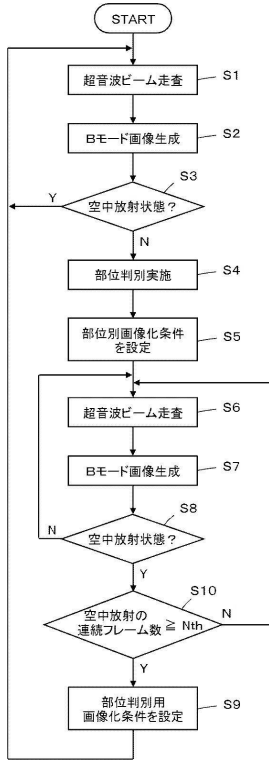 START
超音波ビーム走査
S1
Bモード画像生成
S2
S3
空中放射状態？
Y
N
部位判別実施
S4
部位別画像化条件
を設定
S5
超音波ビーム走査
S6
Bモード画像生成
S7
S8
空中放射状態？
N
Y
S10
空中放射の
連続フレーム数 ≧ Nth
N
Y
部位判別用
画像化条件を設定
S9